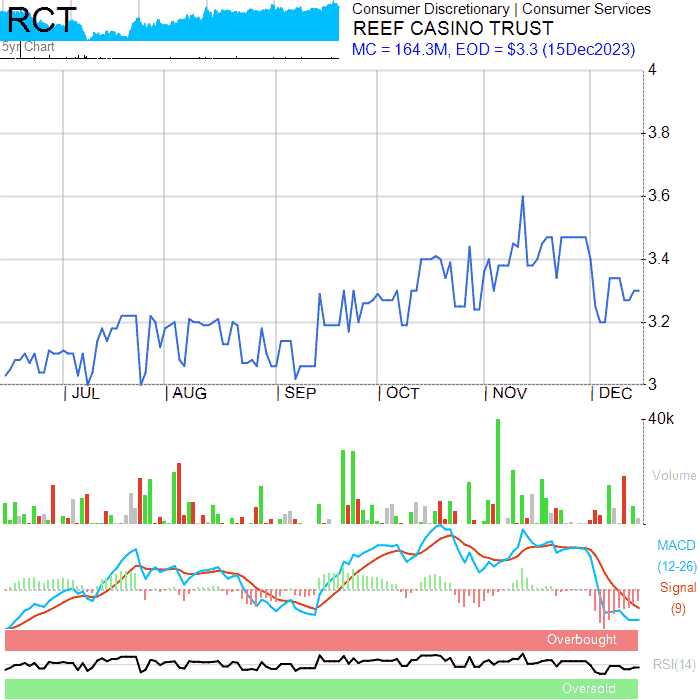 RCT
5yr Chart
Consumer Discretionary | Consumer Services
REEF CASINO TRUST
MC = 164.3M, EOD = $3.3 (15Dec2023)
4
3.8
3.6
3.4
3.2
3
| JUL | AUG | SEP | OCT | NOV | DEC
40k
Volume
MACD
(12-26)
Signal
(9)
Overbought
RSI(14)
Oversold